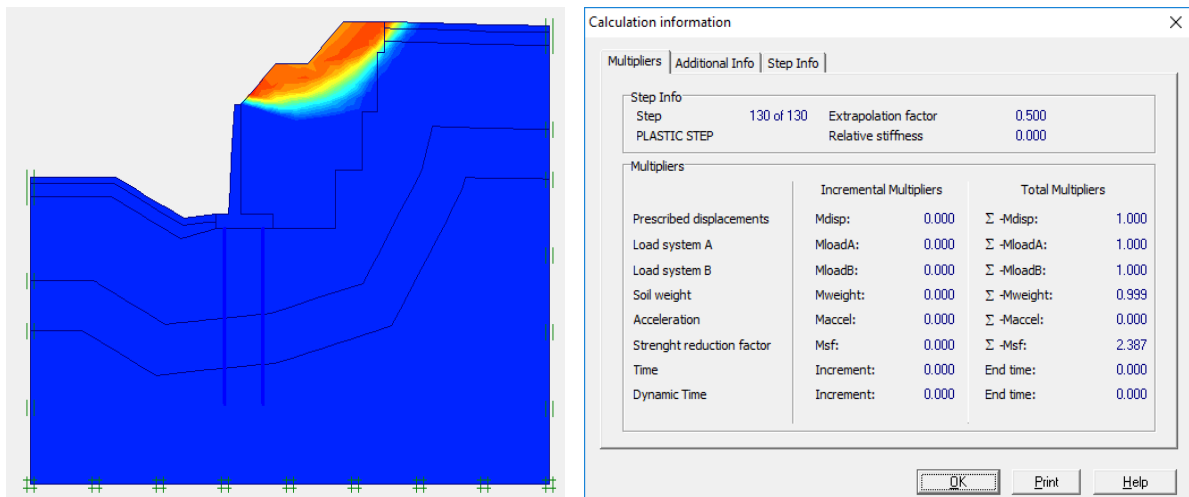 Calculation information
Multipliers Additional Info Step Info
Step Info
Step 130 of 130 Extrapolation factor 0.500
PLASTIC STEP Relative stiffness 0.000
Multipliers
Incremental Multipliers Total Multipliers
Prescribed displacements Mdisp: 0.000 Σ -Mdisp: 1.000
Load system A MloadA: 0.000 Σ -MloadA: 1.000
Load system B MloadB: 0.000 Σ -MloadB: 1.000
Soil weight Mweight: 0.000 Σ -Mweight: 0.999
Acceleration Maccel: 0.000 Σ -Maccel: 0.000
Strenght reduction factor Msf: 0.000 Σ -Msf: 2.387
Time Increment: 0.000 End time: 0.000
Dynamic Time Increment: 0.000 End time: 0.000
OK Print Help